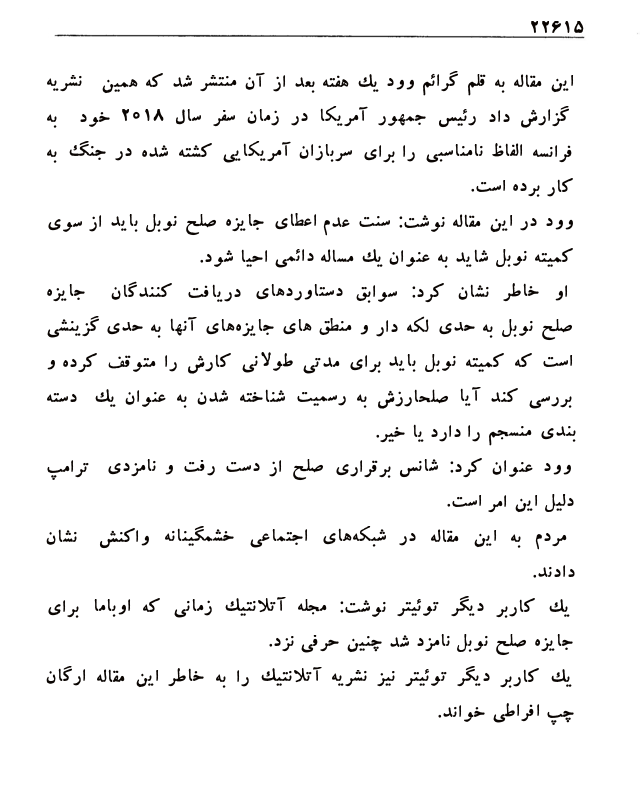 ۲۲۶۱۵
این مقاله به قلم گرائم وود یك هفته بعد از آن منتشر شد که همین نشریه
گزارش داد رئیس جمهور آمریکا در زمان سفر سال ۲۰۱۸ خود به
فرانسه الفاظ نامناسبی را برای سربازان آمریکایی کشته شده در جنگ به
کار برده است.
وود در این مقاله نوشت: سنت عدم اعطای جایزه صلح نوبل باید از سوی
کمیته نوبل شاید به عنوان یك مساله دائمی احیا شود.
او خاطر نشان کرد: سوابق دستاوردهای دریافت کنندگان جایزه
صلح نوبل به حدی لکه دار و منطق های جایزه‌های آنها به حدی گزینشی
است که کمیته نوبل باید برای مدتی طولانی کارش را متوقف کرده و
بررسی کند آیا صلحارزش به رسمیت شناخته شدن به عنوان یك دسته
بندی منسجم را دارد یا خیر.
وود عنوان کرد: شانس برقراری صلح از دست رفت و نامزدی ترامپ
دلیل این امر است.
مردم به این مقاله در شبکه‌های اجتماعی خشمگینانه واکنش نشان
دادند.
یك کاربر دیگر توئیتر نوشت: مجله آتلانتیك زمانی که اوباما برای
جایزه صلح نوبل نامزد شد چنین حرفی نزد.
یك کاربر دیگر توئیتر نیز نشریه آتلانتیك را به خاطر این مقاله ارگان
چپ افراطی خواند.